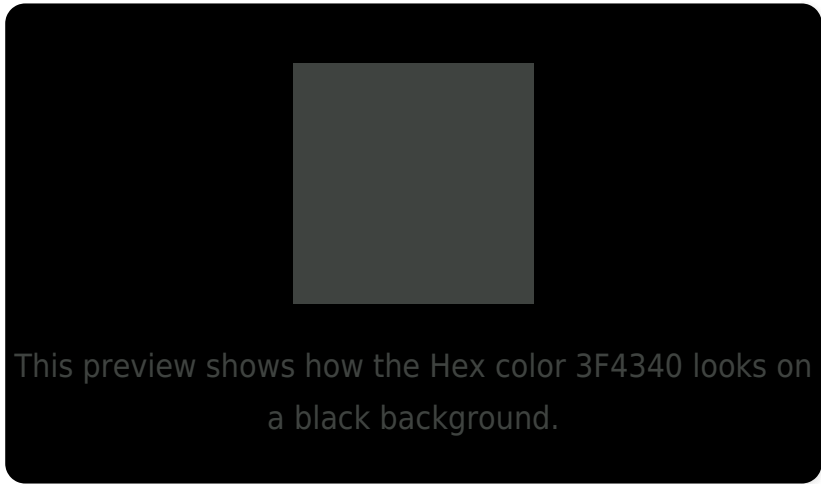 This preview shows how the Hex color 3F4340 looks on
a black background.